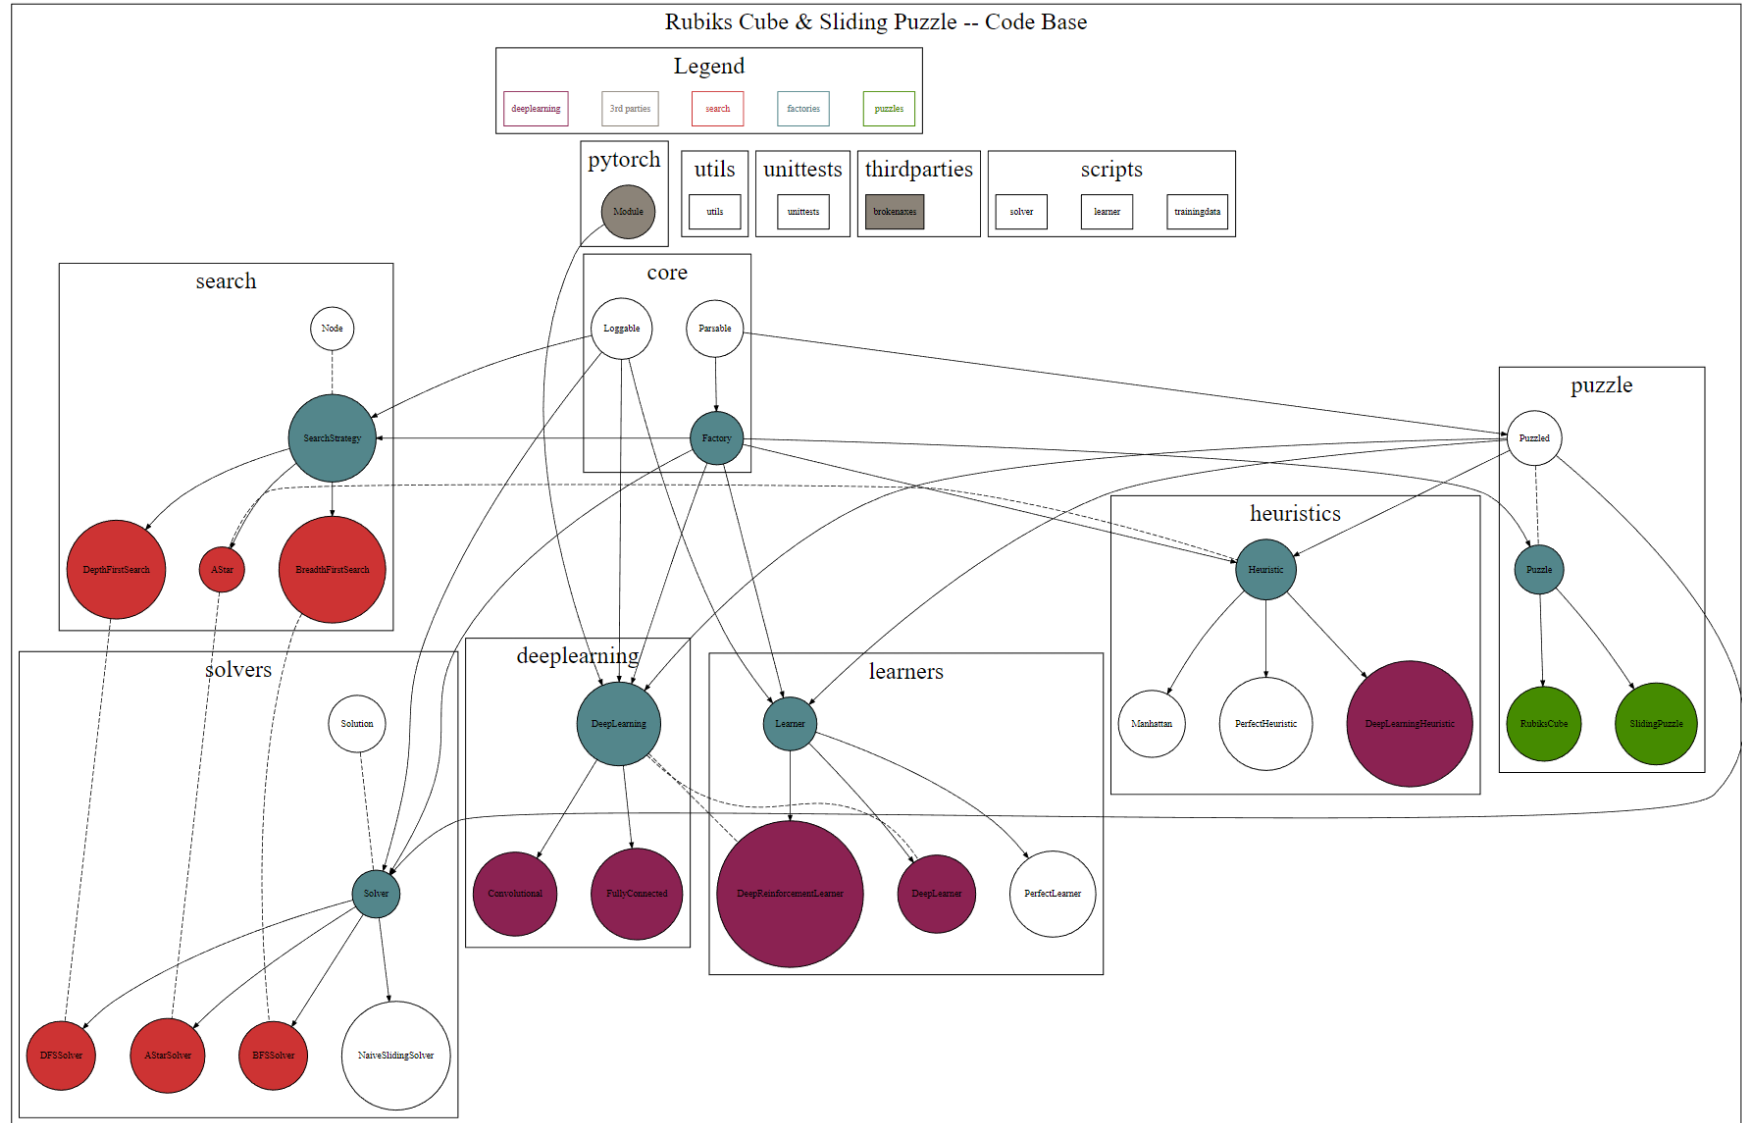 Rubiks Cube & Sliding Puzzle -- Code Base
Legend
deeplearning
3rd parties
search
factories
puzzles
pytorch
Module
utils
utils
unittests
unittests
thirdparties
brokenaxes
scripts
solver
learner
trainingdata
search
Node
SearchStrategy
DepthFirstSearch
AStar
BreadthFirstSearch
core
Loggable
Parsable
Factory
puzzle
Puzzled
Puzzle
RubiksCube
SlidingPuzzle
heuristics
Heuristic
Manhattan
PerfectHeuristic
DeepLearningHeuristic
solvers
Solution
Solver
DFSSolver
AStarSolver
BFSSolver
NaiveSlidingSolver
deeplearning
DeepLearning
Convolutional
FullyConnected
learners
Learner
DeepReinforcementLearner
DeepLearner
PerfectLearner